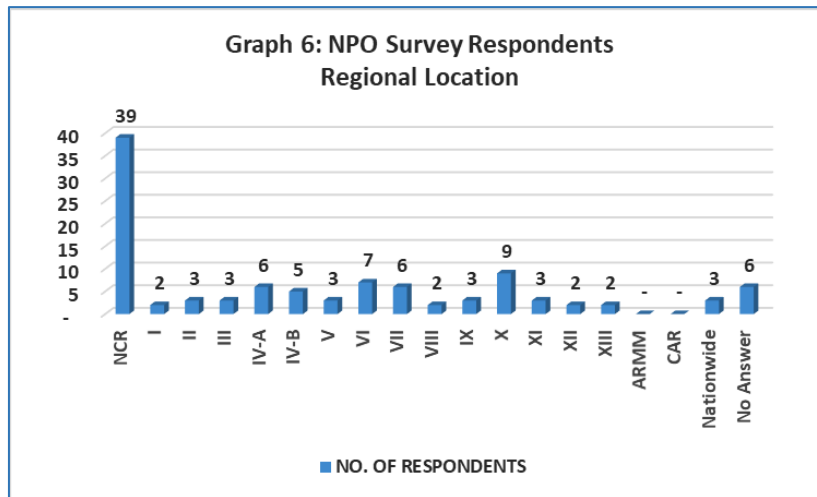 Graph 6: NPO Survey Respondents
Regional Location
39
40
35
30
25
20
15
10
5
-
2
3
3
6
5
3
7
6
2
3
9
3
2
2
-
-
3
6
NCR
I
II
III
IV-A
IV-B
V
VI
VII
VIII
IX
X
XI
XII
XIII
ARMM
CAR
Nationwide
No Answer
NO. OF RESPONDENTS